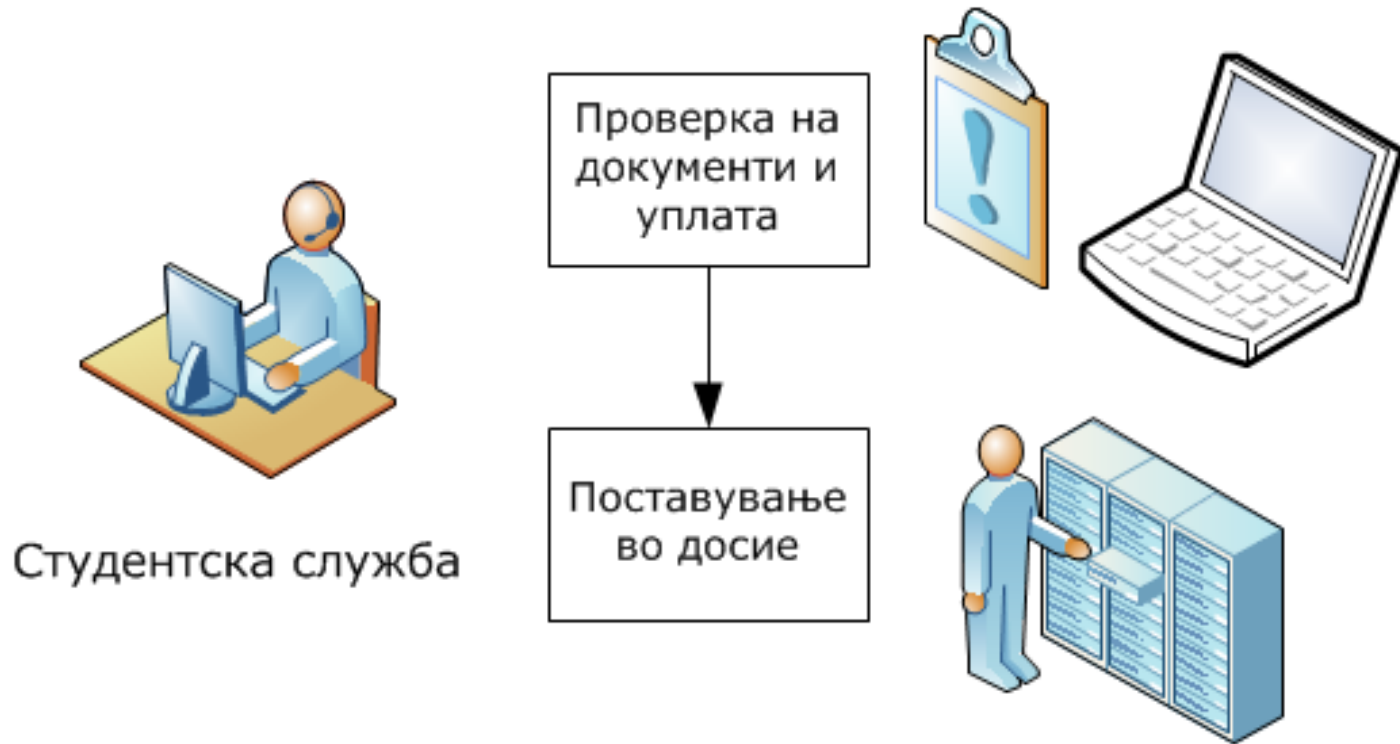 Проверка на
документи и
уплата
Студентска служба
Поставување
во досие